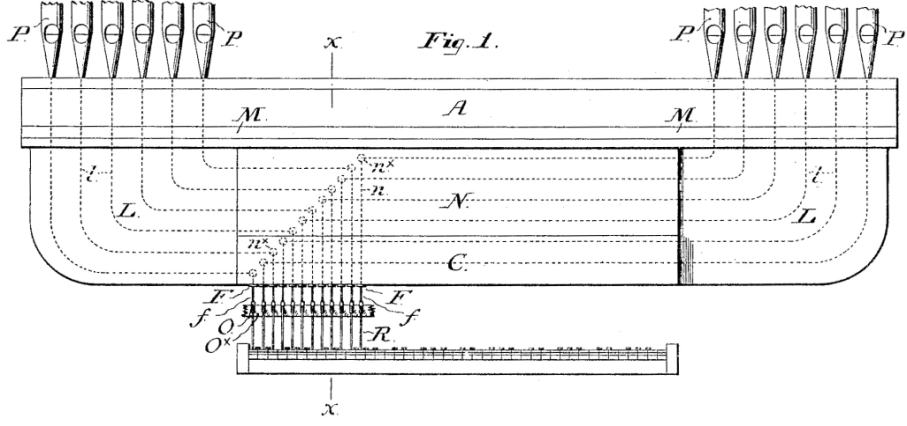 P P x Fig. 1. P P
M A M
l L n× n N L l
n× C
F F
f f
O
O× R
x